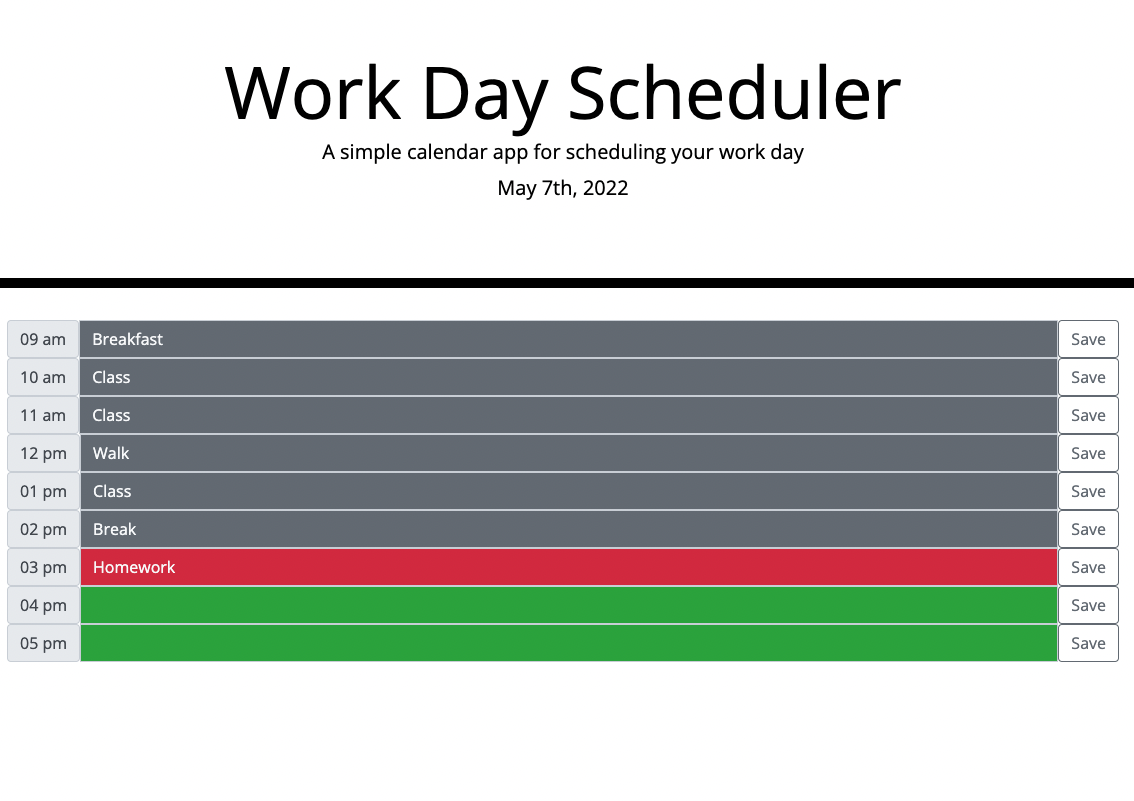 Work Day Scheduler
A simple calendar app for scheduling your work day
May 7th, 2022
09 am Breakfast Save
10 am Class Save
11 am Class Save
12 pm Walk Save
01 pm Class Save
02 pm Break Save
03 pm Homework Save
04 pm Save
05 pm Save